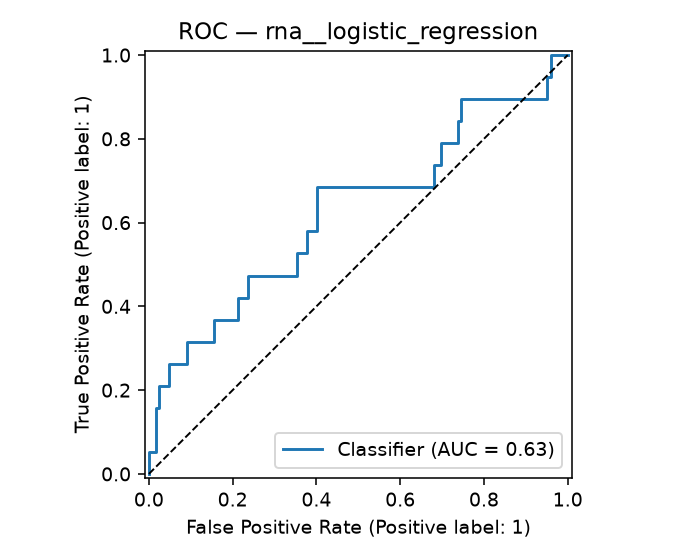 ROC — rna__logistic_regression
True Positive Rate (Positive label: 1)
1.0
0.8
0.6
0.4
0.2
0.0
Classifier (AUC = 0.63)
0.0 0.2 0.4 0.6 0.8 1.0
False Positive Rate (Positive label: 1)